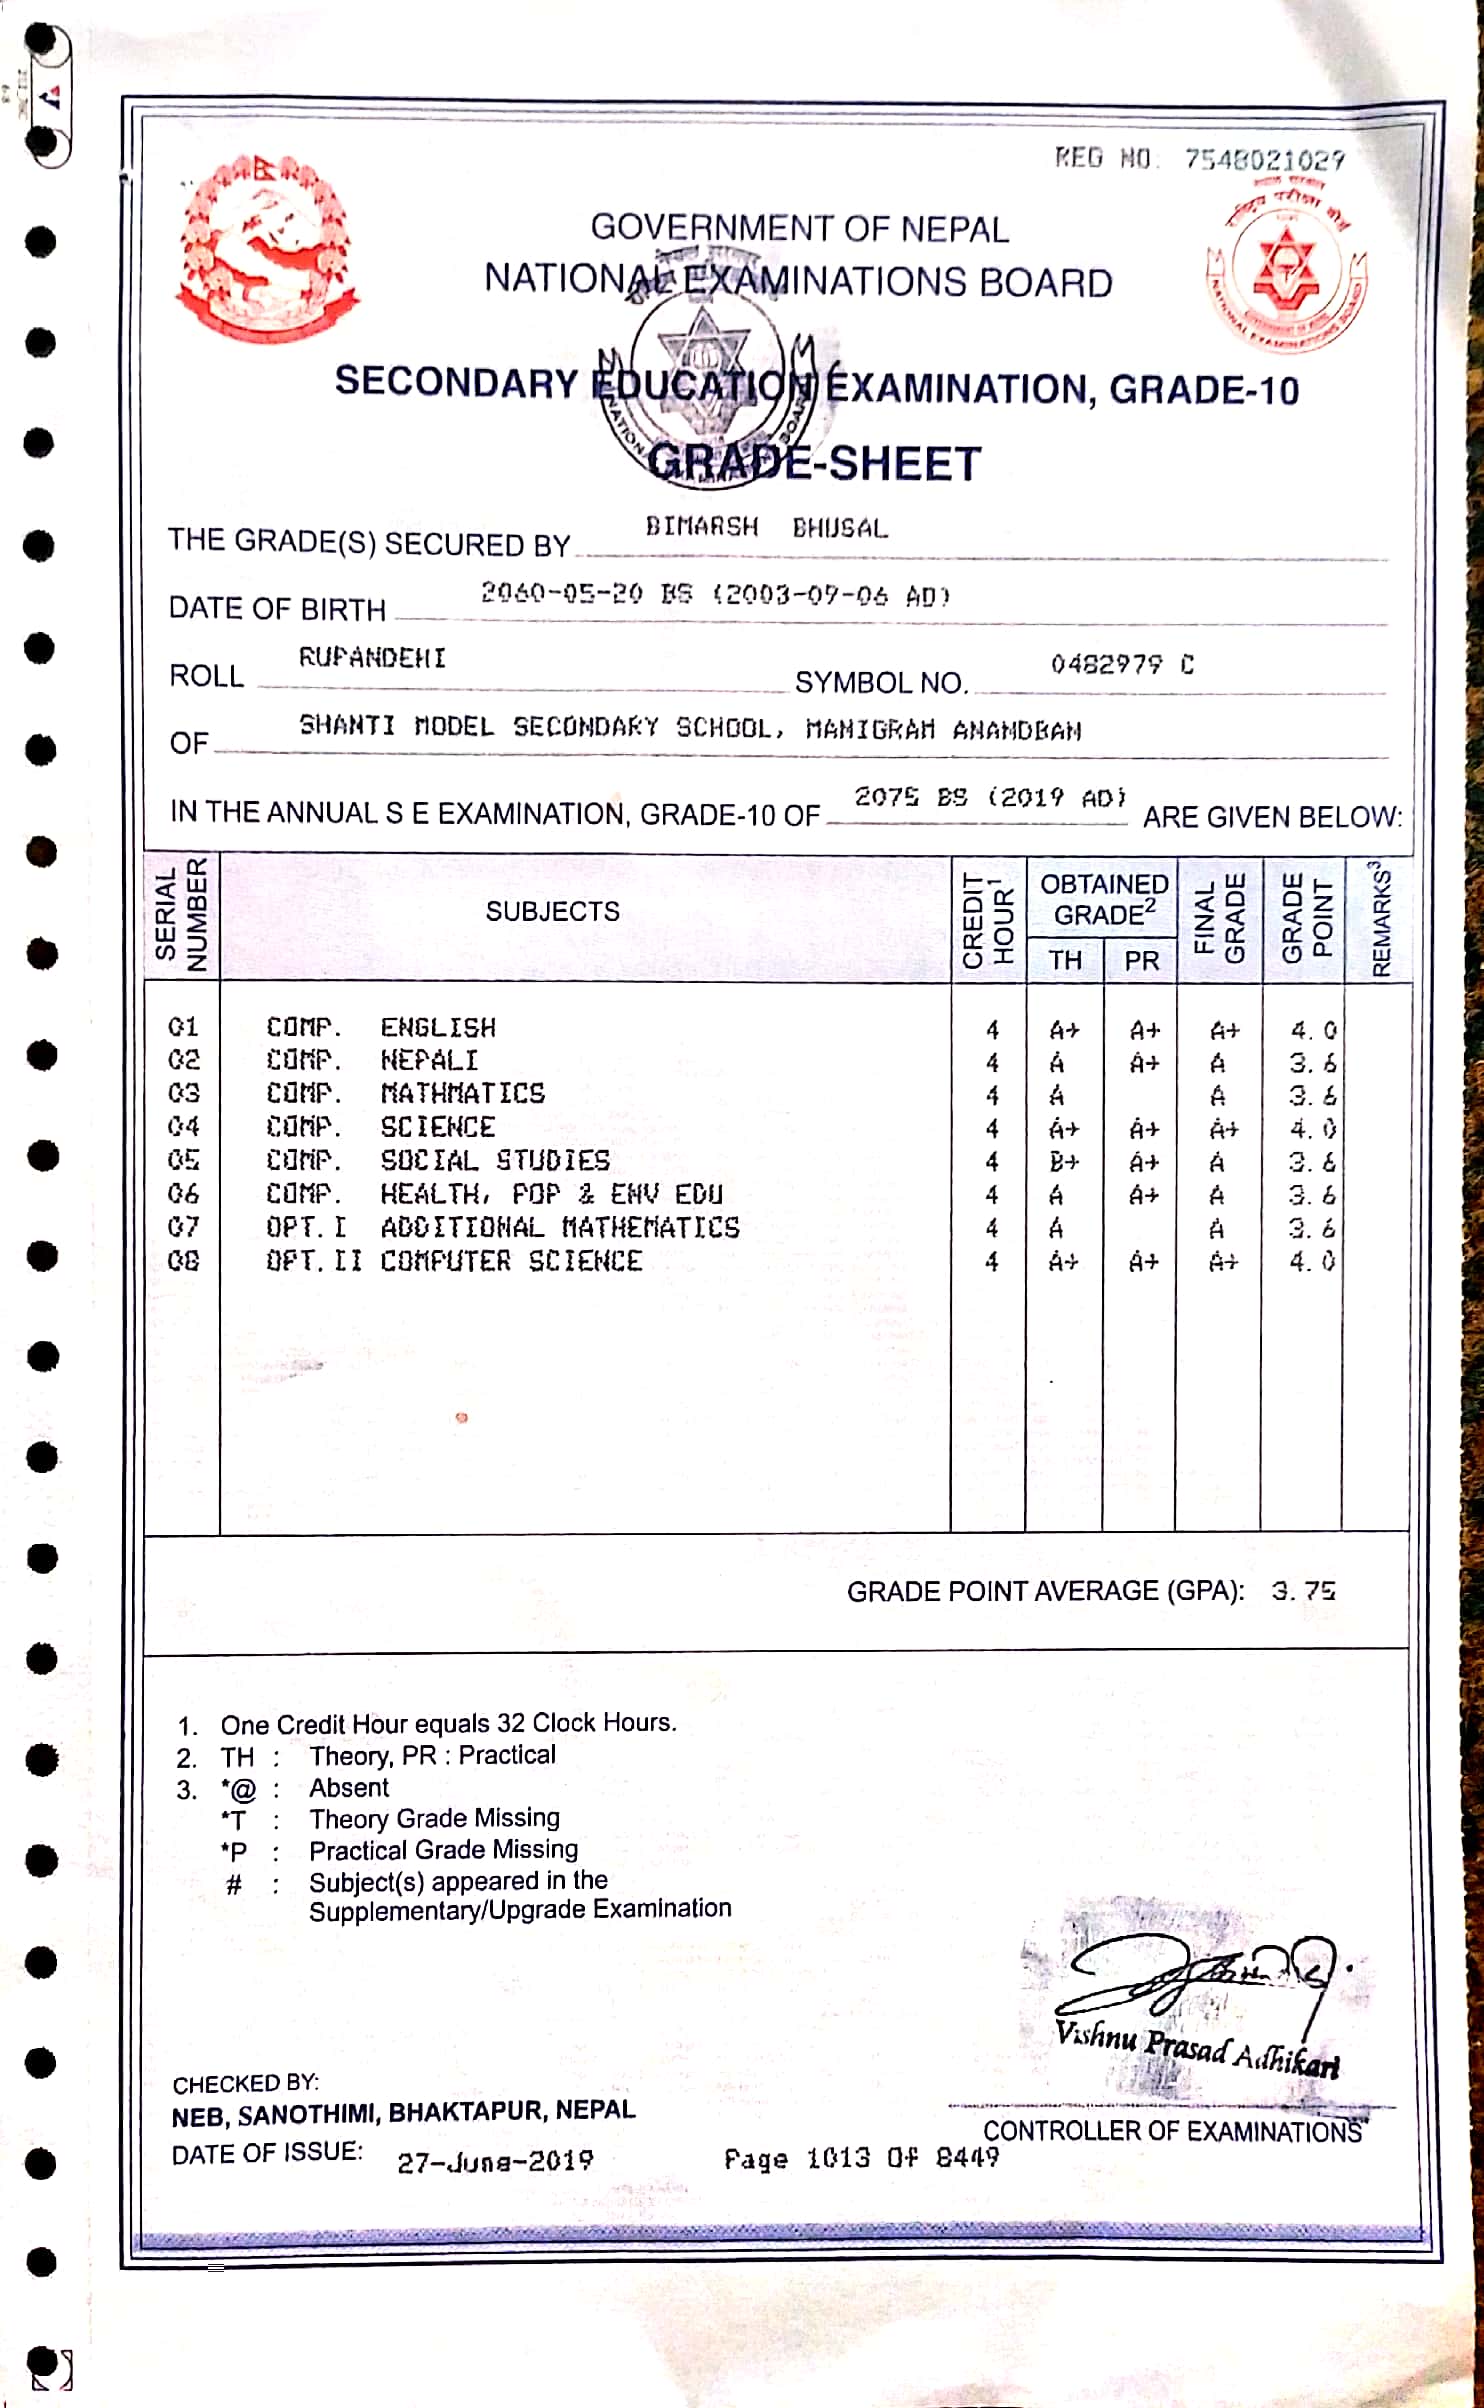 REG NO. 7548021029
GOVERNMENT OF NEPAL
NATIONAL EXAMINATIONS BOARD
SECONDARY EDUCATION EXAMINATION, GRADE-10
GRADE-SHEET
THE GRADE(S) SECURED BY BIMARSH BHUSAL
DATE OF BIRTH 2060-05-20 BS (2003-09-06 AD)
ROLL RUPANDEHI SYMBOL NO. 0482979 C
OF SHANTI MODEL SECONDARY SCHOOL, MANIGRAM ANANDBAN
IN THE ANNUAL S E EXAMINATION, GRADE-10 OF 2075 BS (2019 AD) ARE GIVEN BELOW:
SERIAL NUMBER SUBJECTS CREDIT HOUR1 OBTAINED GRADE2 FINAL GRADE GRADE POINT REMARKS3
TH PR
01 COMP. ENGLISH 4 A+ A+ A+ 4.0
02 COMP. NEPALI 4 A A+ A 3.6
03 COMP. MATHMATICS 4 A A 3.6
04 COMP. SCIENCE 4 A+ A+ A+ 4.0
05 COMP. SOCIAL STUDIES 4 B+ A+ A 3.6
06 COMP. HEALTH, POP & ENV EDU 4 A A+ A 3.6
07 OPT. I ADDITIONAL MATHEMATICS 4 A A 3.6
08 OPT. II COMPUTER SCIENCE 4 A+ A+ A+ 4.0
GRADE POINT AVERAGE (GPA): 3.75
1. One Credit Hour equals 32 Clock Hours.
2. TH : Theory, PR : Practical
3. *@ : Absent
*T : Theory Grade Missing
*P : Practical Grade Missing
# : Subject(s) appeared in the
Supplementary/Upgrade Examination
Vishnu Prasad Adhikari
CHECKED BY:
NEB, SANOTHIMI, BHAKTAPUR, NEPAL
CONTROLLER OF EXAMINATIONS
DATE OF ISSUE: 27-June-2019 Page 1013 Of 8449